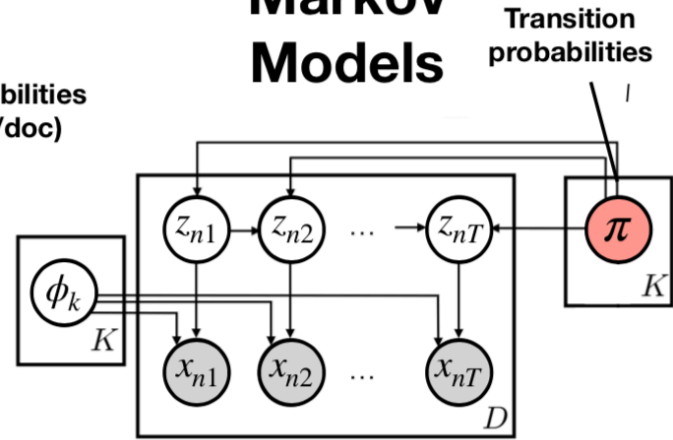 Markov
Models
Transition
probabilities
bilities
/doc)
z_{n1} z_{n2} ... z_{nT} π
K
ϕ_k
K
x_{n1} x_{n2} ... x_{nT}
D